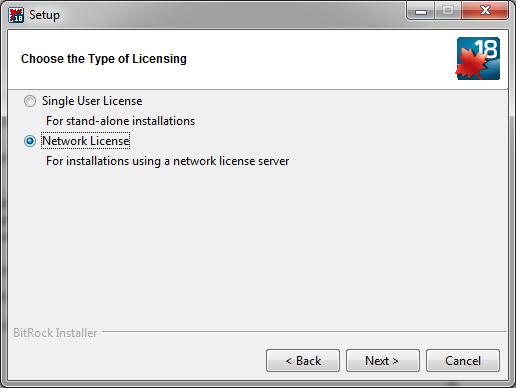 18 Setup
Choose the Type of Licensing
18
Single User License
For stand-alone installations
Network License
For installations using a network license server
BitRock Installer
< Back
Next >
Cancel